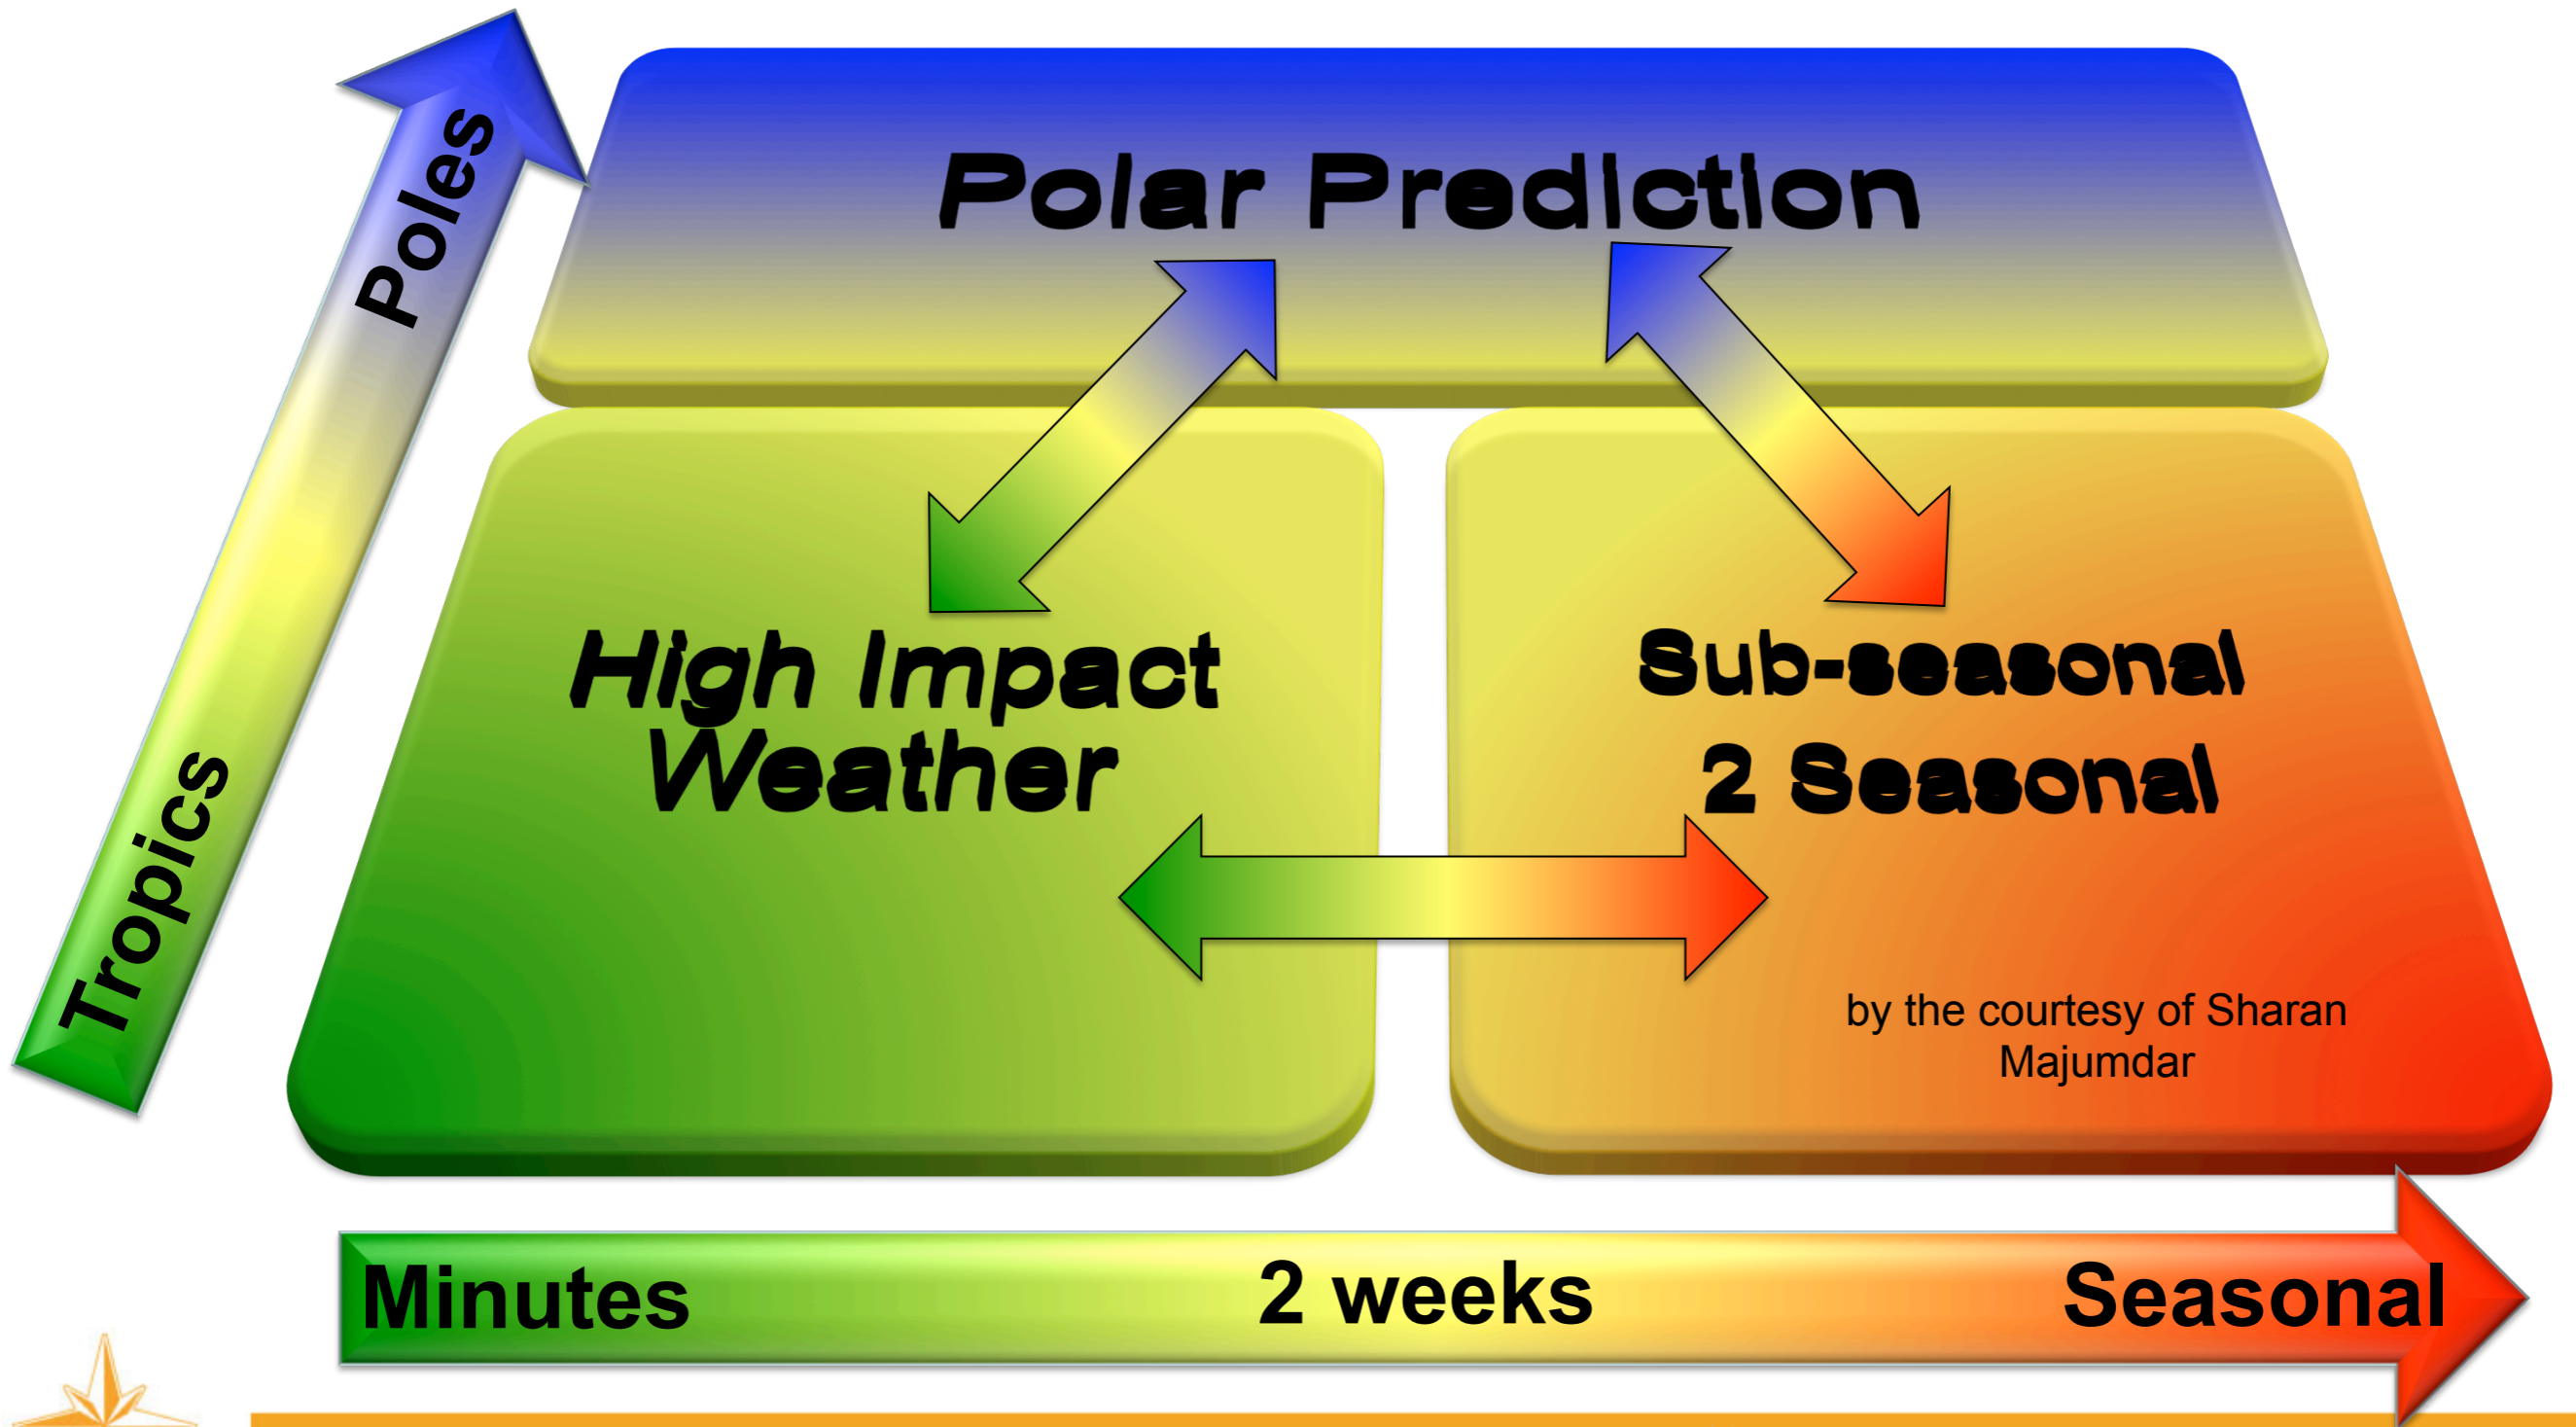 Poles
Polar Prediction
High Impact
Weather
Sub-seasonal
2 Seasonal
Tropics
by the courtesy of Sharan
Majumdar
Minutes
2 weeks
Seasonal